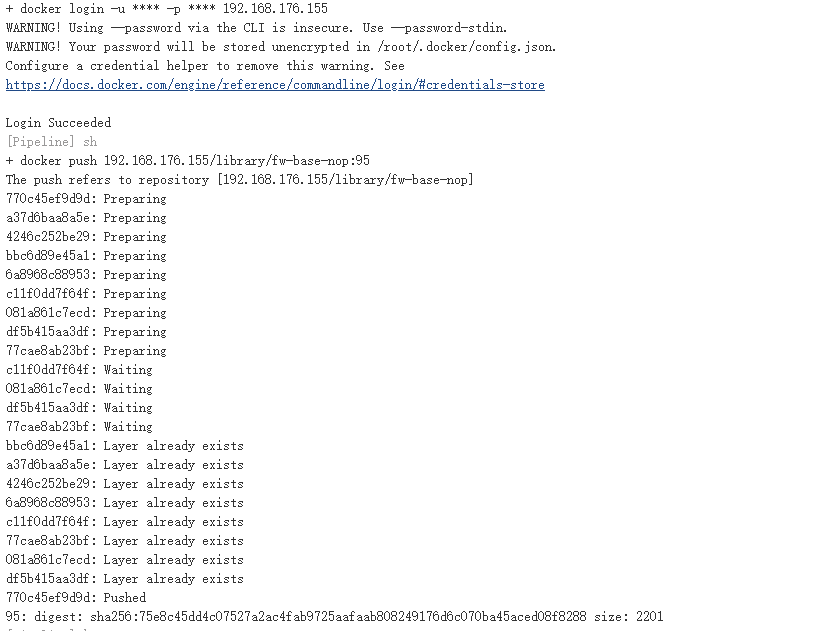 + docker login -u **** -p **** 192.168.176.155
WARNING! Using --password via the CLI is insecure. Use --password-stdin.
WARNING! Your password will be stored unencrypted in /root/.docker/config.json.
Configure a credential helper to remove this warning. See
https://docs.docker.com/engine/reference/commandline/login/#credentials-store
Login Succeeded
[Pipeline] sh
+ docker push 192.168.176.155/library/fw-base-nop:95
The push refers to repository [192.168.176.155/library/fw-base-nop]
770c45ef9d9d: Preparing
a37d6baa8a5e: Preparing
4246c252be29: Preparing
bbc6d89e45a1: Preparing
6a8968c88953: Preparing
c11f0dd7f64f: Preparing
081a861c7ecd: Preparing
df5b415aa3df: Preparing
77cae8ab23bf: Preparing
c11f0dd7f64f: Waiting
081a861c7ecd: Waiting
df5b415aa3df: Waiting
77cae8ab23bf: Waiting
bbc6d89e45a1: Layer already exists
a37d6baa8a5e: Layer already exists
4246c252be29: Layer already exists
6a8968c88953: Layer already exists
c11f0dd7f64f: Layer already exists
77cae8ab23bf: Layer already exists
081a861c7ecd: Layer already exists
df5b415aa3df: Layer already exists
770c45ef9d9d: Pushed
95: digest: sha256:75e8c45dd4c07527a2ac4fab9725aafaab808249176d6c070ba45aced08f8288 size: 2201